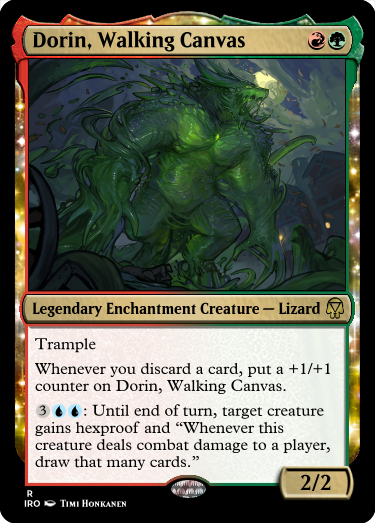 Dorin, Walking Canvas
Legendary Enchantment Creature — Lizard
Trample
Whenever you discard a card, put a +1/+1
counter on Dorin, Walking Canvas.
3: Until end of turn, target creature
gains hexproof and “Whenever this
creature deals combat damage to a player,
draw that many cards.”
2/2
R
IRO Timi Honkanen